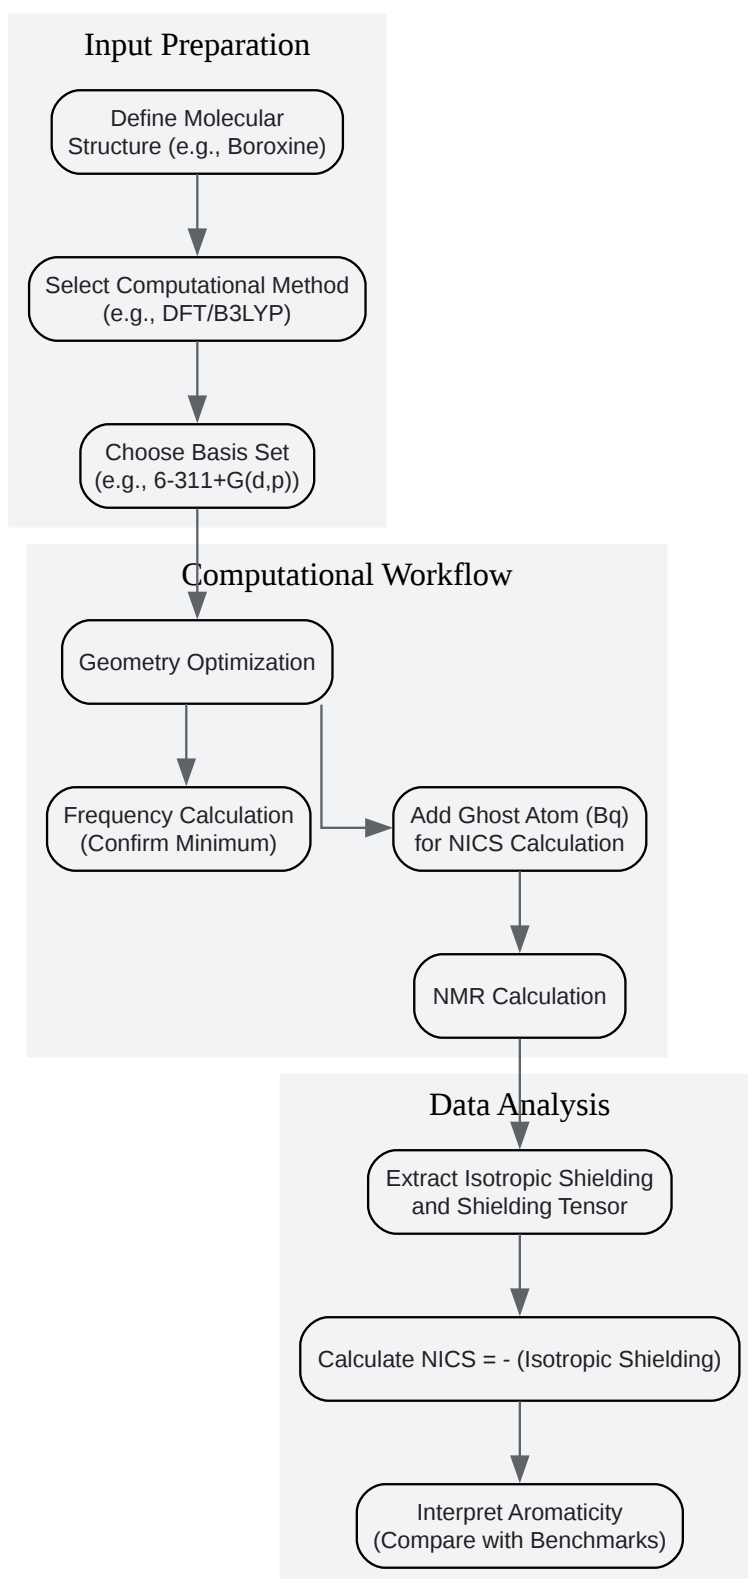 Input Preparation
Define Molecular
Structure (e.g., Boroxine)
Select Computational Method
(e.g., DFT/B3LYP)
Choose Basis Set
(e.g., 6-311+G(d,p))
Computational Workflow
Geometry Optimization
Frequency Calculation
(Confirm Minimum)
Add Ghost Atom (Bq)
for NICS Calculation
NMR Calculation
Data Analysis
Extract Isotropic Shielding
and Shielding Tensor
Calculate NICS = - (Isotropic Shielding)
Interpret Aromaticity
(Compare with Benchmarks)